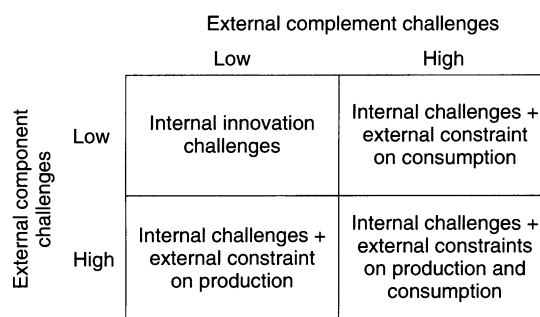 External complement challenges
Low
High
External component
challenges
Low
Internal innovation
challenges
Internal challenges +
external constraint
on consumption
High
Internal challenges +
external constraint
on production
Internal challenges +
external constraints
on production and
consumption